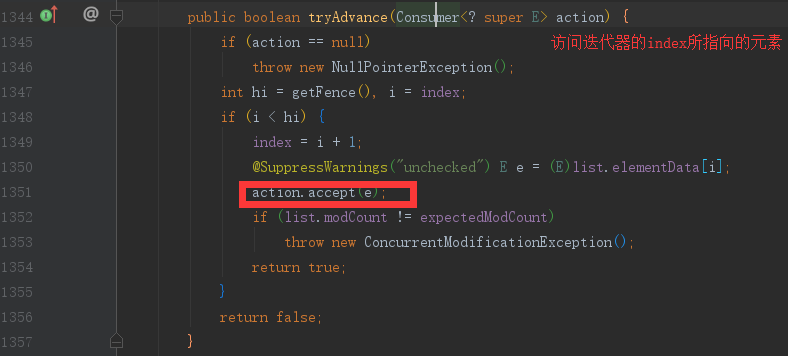 1344 @ public boolean tryAdvance(Consumer<? super E> action) {
访问迭代器的index所指向的元素
1345 if (action == null)
1346 throw new NullPointerException();
1347 int hi = getFence(), i = index;
1348 if (i < hi) {
1349 index = i + 1;
1350 @SuppressWarnings("unchecked") E e = (E)list.elementData[i];
1351 action.accept(e);
1352 if (list.modCount != expectedModCount)
1353 throw new ConcurrentModificationException();
1354 return true;
1355 }
1356 return false;
1357 }